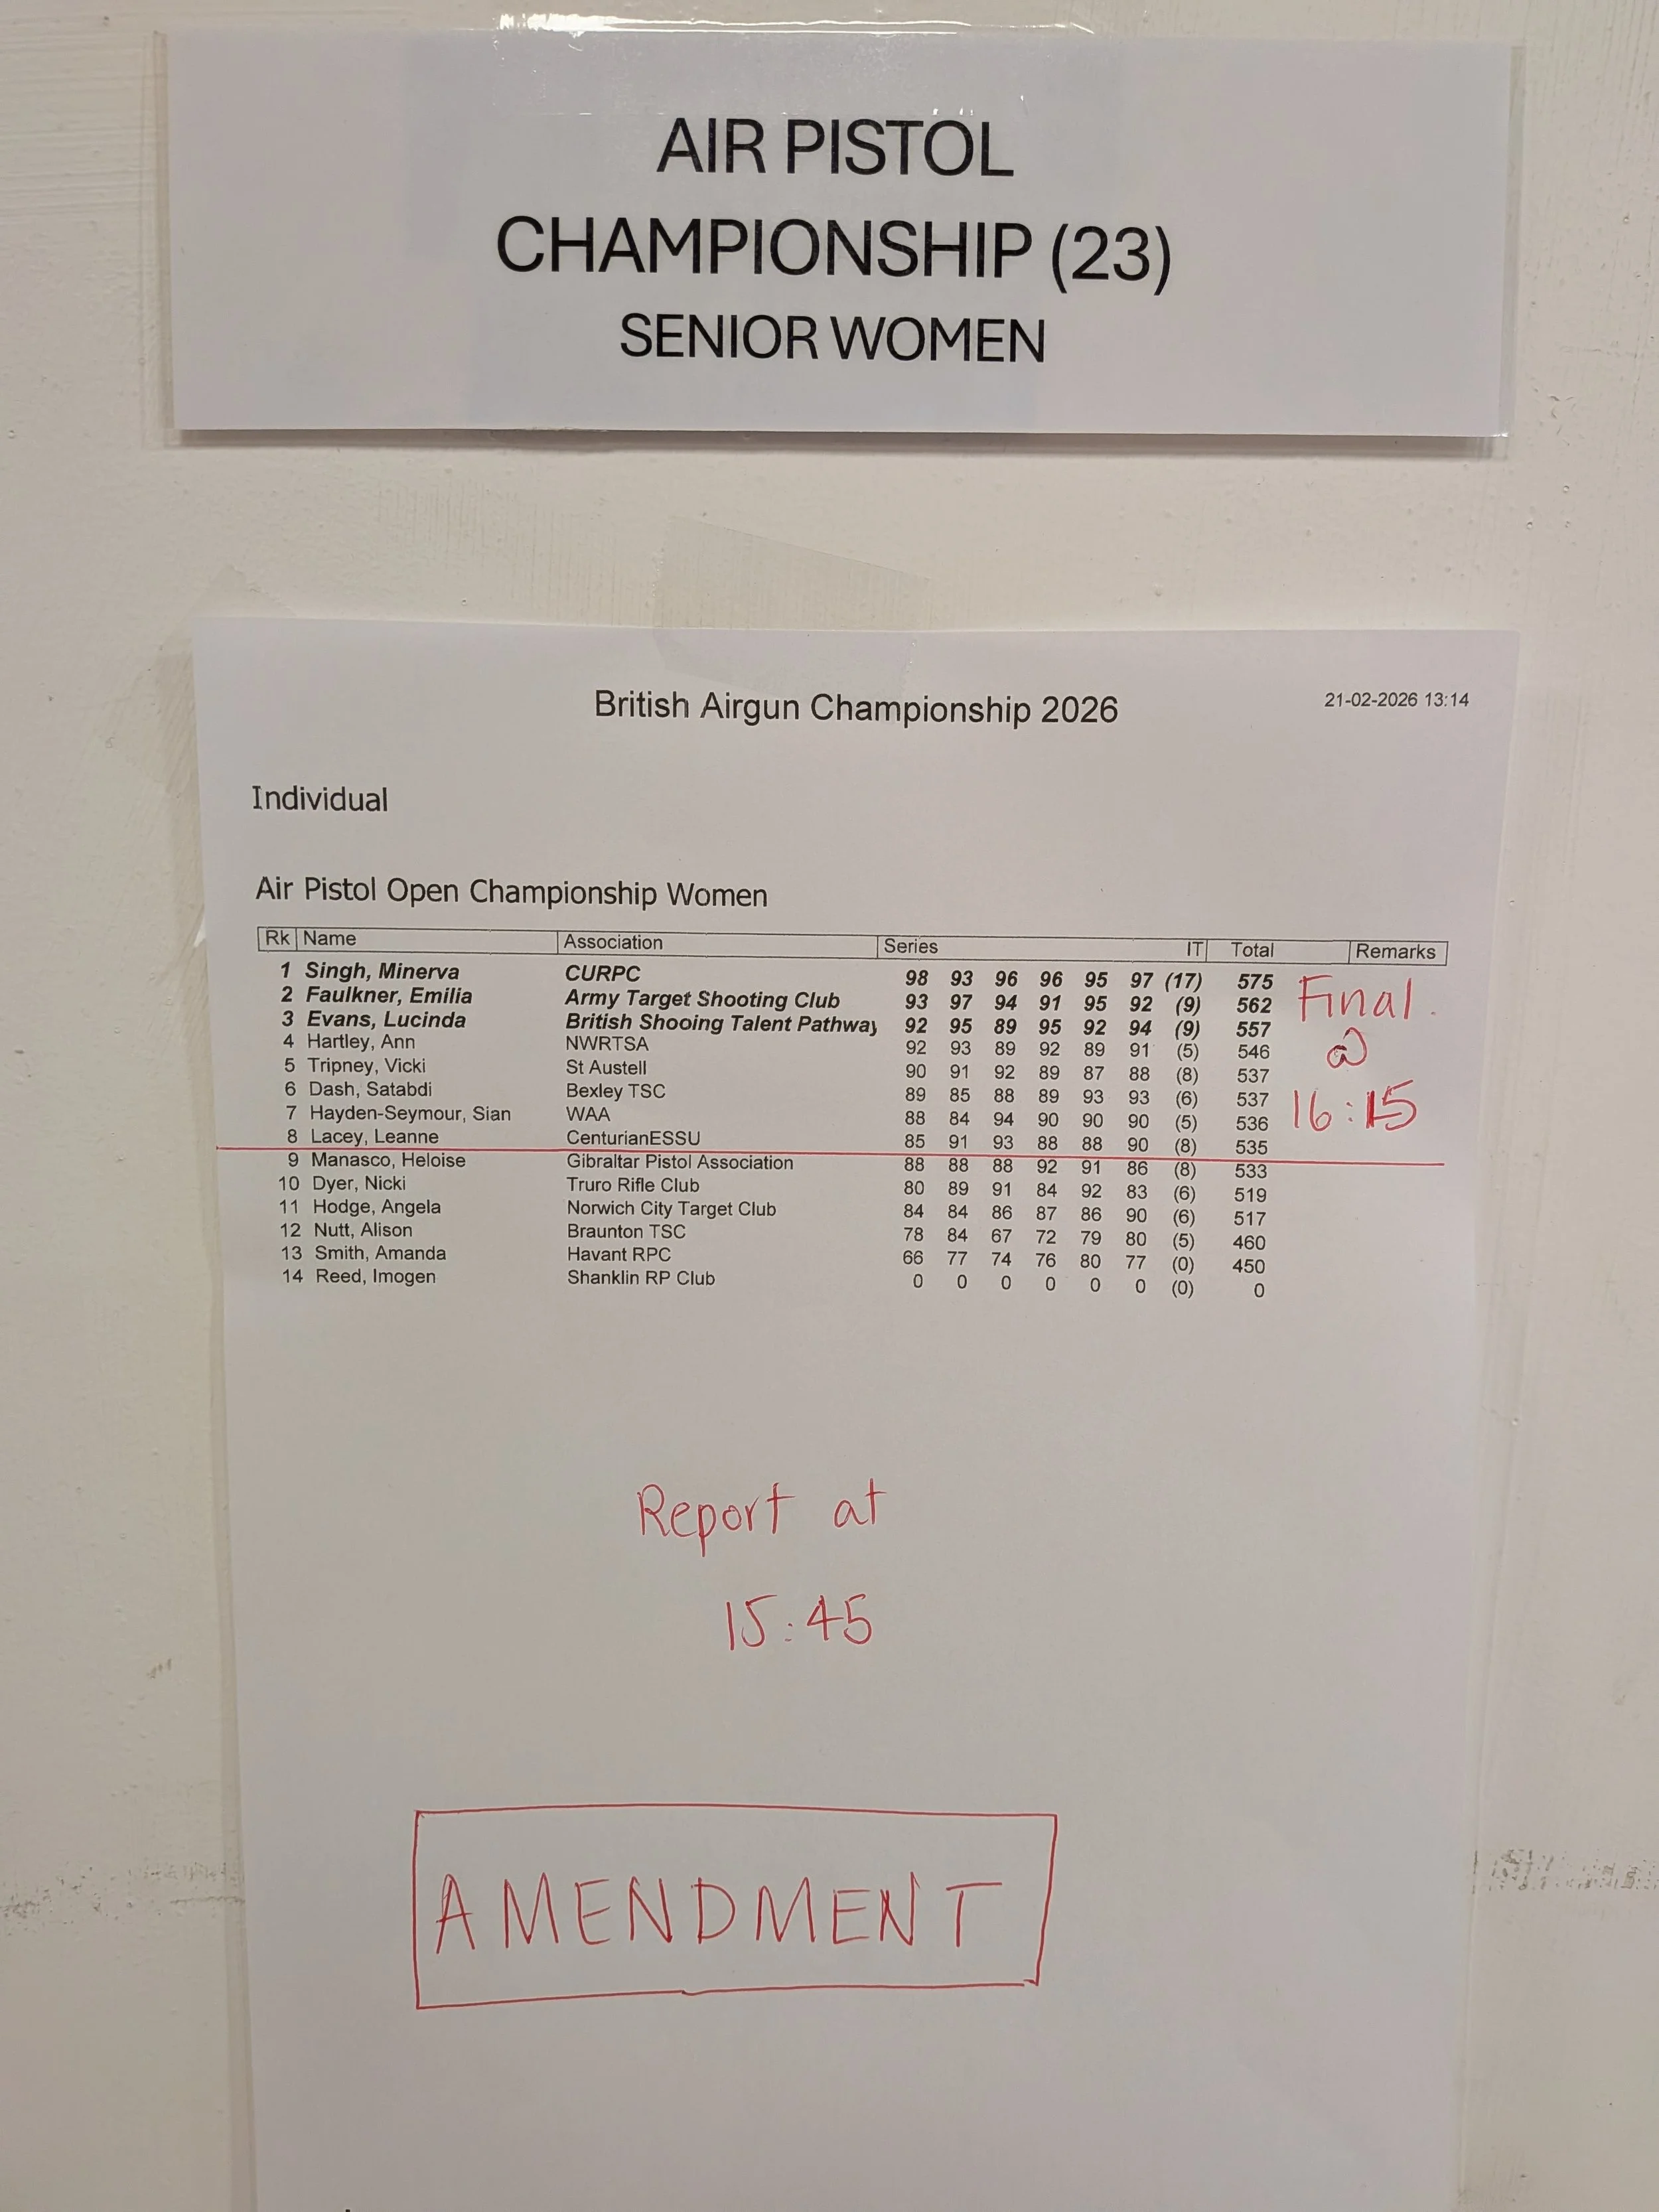 AIR PISTOL
CHAMPIONSHIP (23)
SENIOR WOMEN
British Airgun Championship 2026 21-02-2026 13:14
Individual
Air Pistol Open Championship Women
Rk Name Association Series IT Total Remarks
1 Singh, Minerva CURPC 98 93 96 96 95 97 (17) 575
2 Faulkner, Emilia Army Target Shooting Club 93 97 94 91 95 92 (9) 562
3 Evans, Lucinda British Shooing Talent Pathway 92 95 89 95 92 94 (9) 557
4 Hartley, Ann NWRTSA 92 93 89 92 89 91 (5) 546
5 Tripney, Vicki St Austell 90 91 92 89 87 88 (8) 537
6 Dash, Satabdi Bexley TSC 89 85 88 89 93 93 (6) 537
7 Hayden-Seymour, Sian WAA 88 84 94 90 90 90 (5) 536
8 Lacey, Leanne CenturianESSU 85 91 93 88 88 90 (8) 535
9 Manasco, Heloise Gibraltar Pistol Association 88 88 88 92 91 86 (8) 533
10 Dyer, Nicki Truro Rifle Club 80 89 91 84 92 83 (6) 519
11 Hodge, Angela Norwich City Target Club 84 84 86 87 86 90 (6) 517
12 Nutt, Alison Braunton TSC 78 84 67 72 79 80 (5) 460
13 Smith, Amanda Havant RPC 66 77 74 76 80 77 (0) 450
14 Reed, Imogen Shanklin RP Club 0 0 0 0 0 0 (0) 0
Final.
@
16:15
Report at
15:45
AMENDMENT